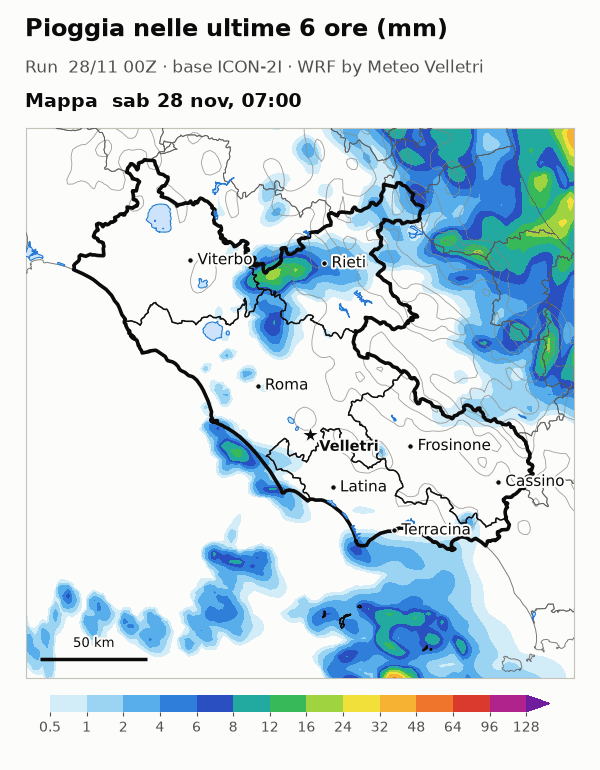 Pioggia nelle ultime 6 ore (mm)
Run 28/11 00Z · base ICON-2I · WRF by Meteo Velletri
Mappa sab 28 nov, 07:00
Viterbo
Rieti
Roma
Velletri
Frosinone
Latina
Cassino
Terracina
50 km
0.5 1 2 4 6 8 12 16 24 32 48 64 96 128